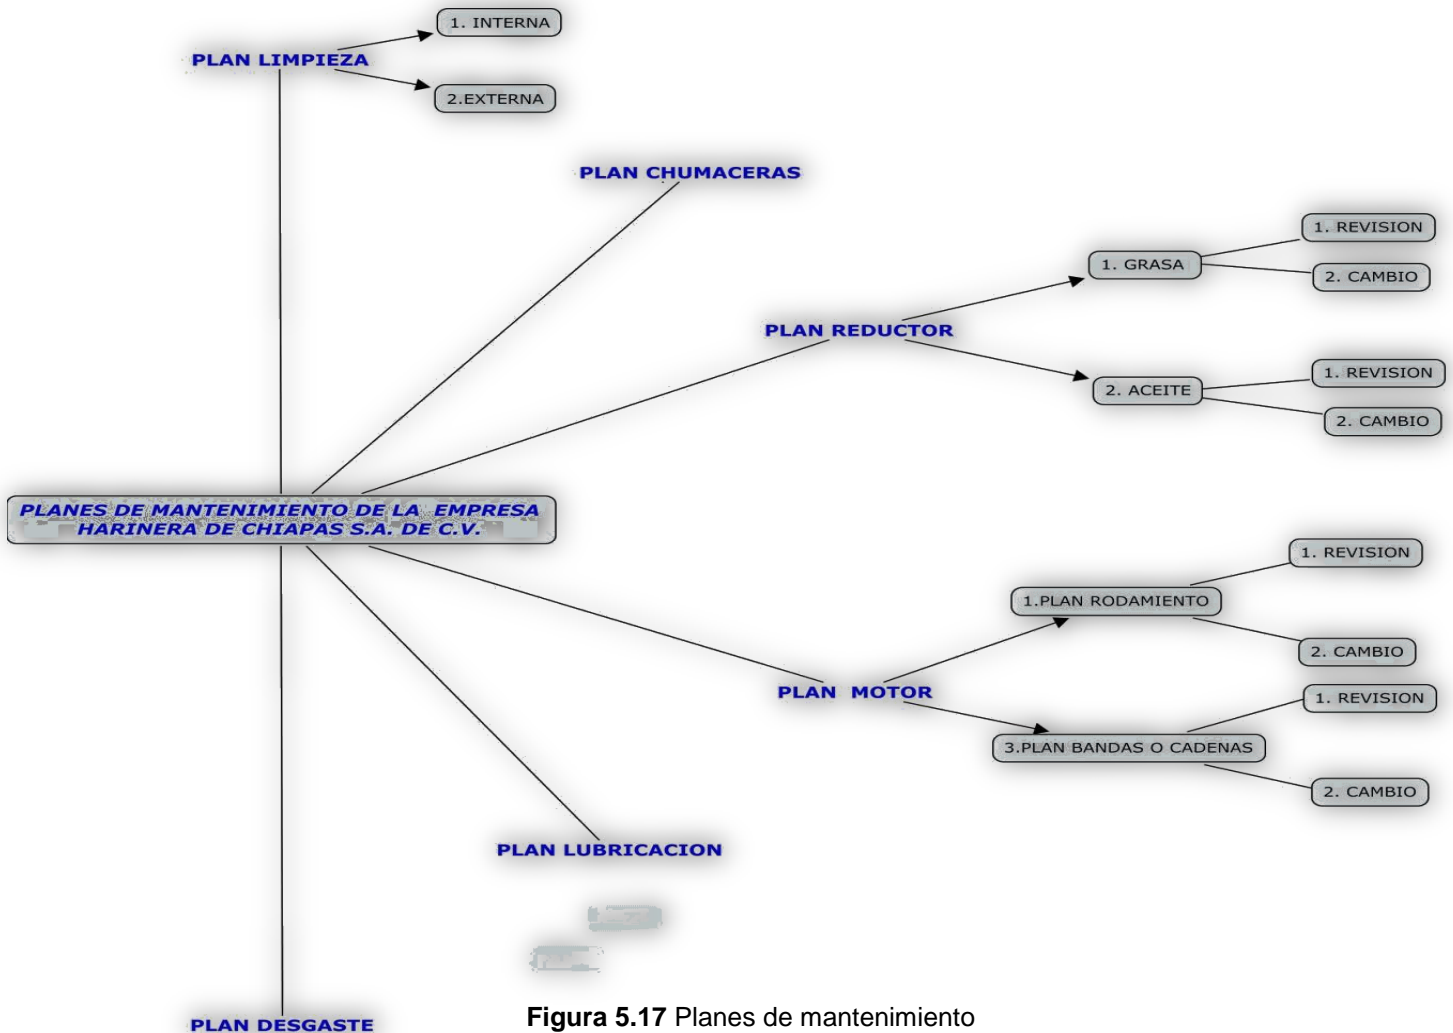 1. INTERNA
PLAN LIMPIEZA
2.EXTERNA
PLAN CHUMACERAS
1. REVISION
1. GRASA
2. CAMBIO
PLAN REDUCTOR
1. REVISION
2. ACEITE
2. CAMBIO
PLANES DE MANTENIMIENTO DE LA EMPRESA
HARINERA DE CHIAPAS S.A. DE C.V.
1. REVISION
1.PLAN RODAMIENTO
2. CAMBIO
PLAN MOTOR
1. REVISION
3.PLAN BANDAS O CADENAS
2. CAMBIO
PLAN LUBRICACION
PLAN DESGASTE
Figura 5.17 Planes de mantenimiento